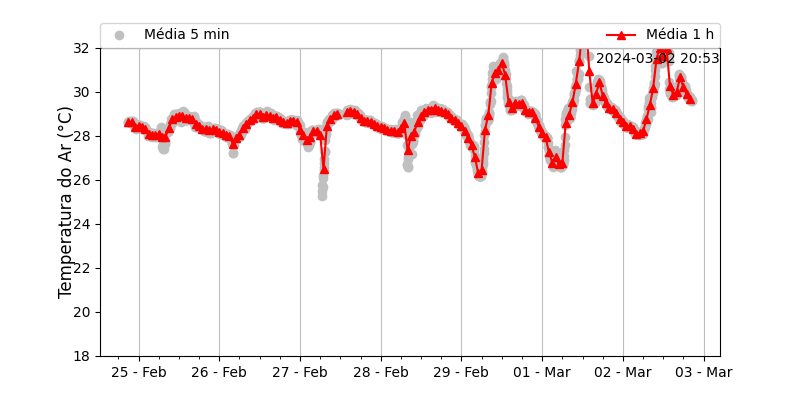 Média 5 min
Média 1 h
2024-03-02 20:53
Temperatura do Ar (°C)
32
30
28
26
24
22
20
18
25 - Feb
26 - Feb
27 - Feb
28 - Feb
29 - Feb
01 - Mar
02 - Mar
03 - Mar